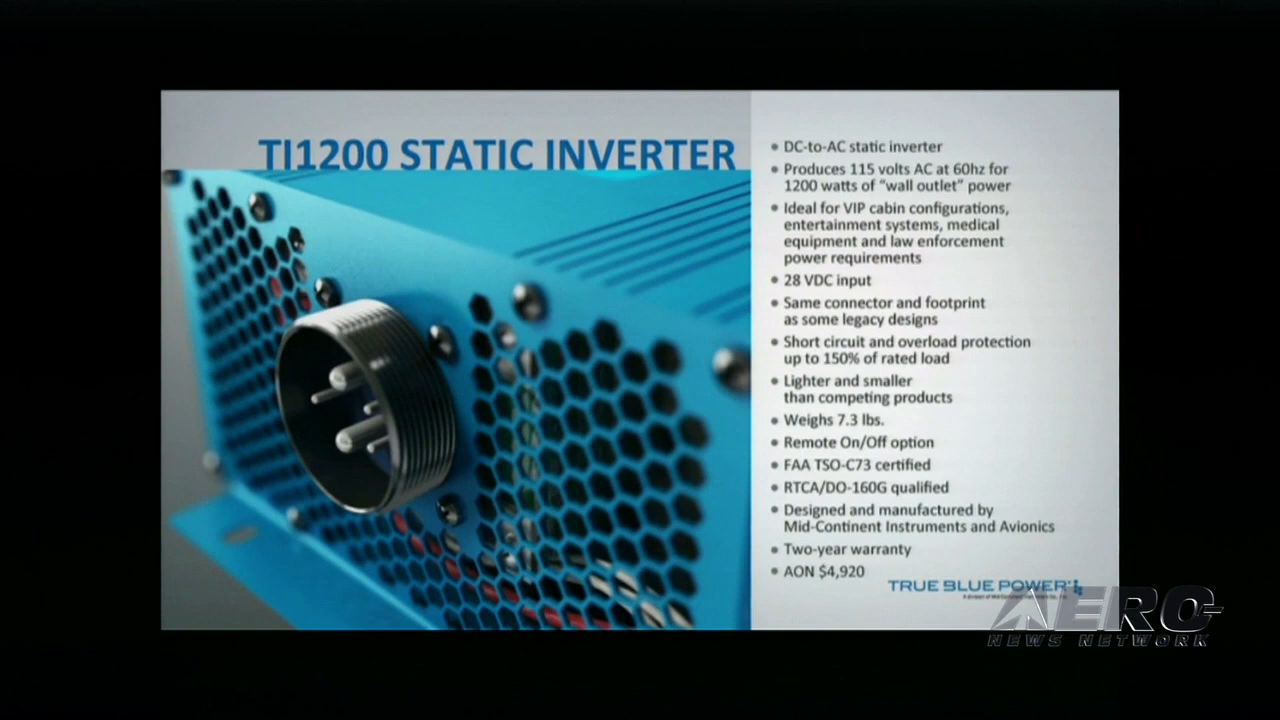 TI1200 STATIC INVERTER
• DC-to-AC static inverter
• Produces 115 volts AC at 60hz for
1200 watts of “wall outlet” power
• Ideal for VIP cabin configurations,
entertainment systems, medical
equipment and law enforcement
power requirements
• 28 VDC input
• Same connector and footprint
as some legacy designs
• Short circuit and overload protection
up to 150% of rated load
• Lighter and smaller
than competing products
• Weighs 7.3 lbs.
• Remote On/Off option
• FAA TSO-C73 certified
• RTCA/DO-160G qualified
• Designed and manufactured by
Mid-Continent Instruments and Avionics
• Two-year warranty
• AON $4,920
TRUE BLUE POWER
AERO
NEWS NETWORK